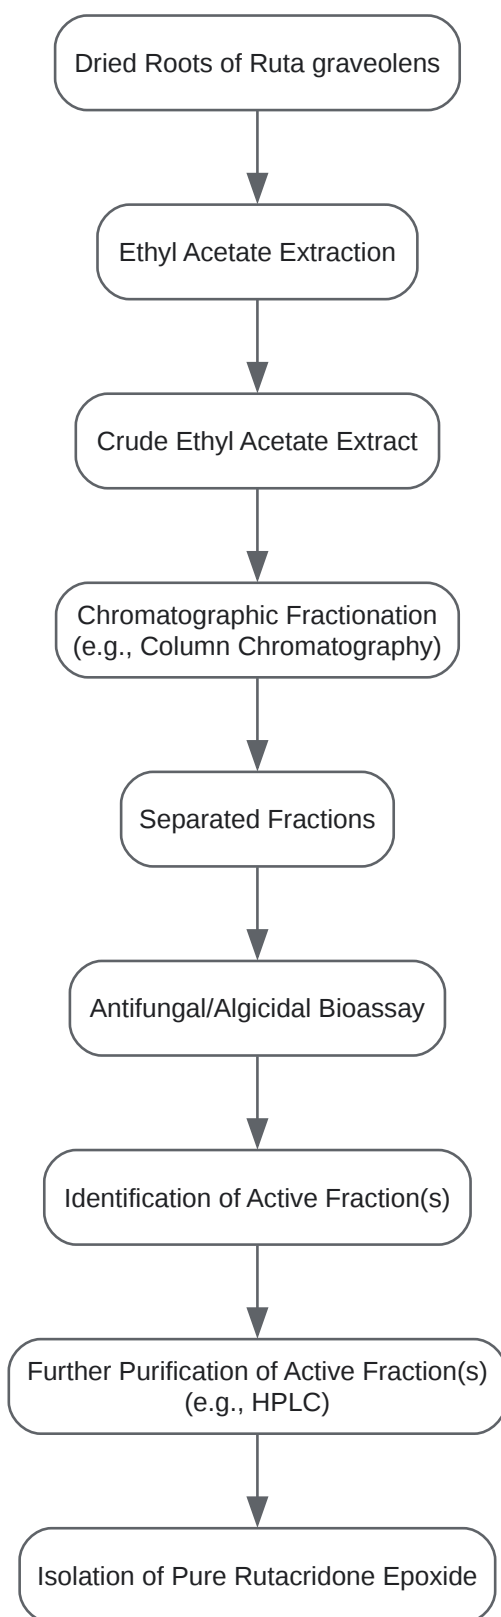 Dried Roots of Ruta graveolens
Ethyl Acetate Extraction
Crude Ethyl Acetate Extract
Chromatographic Fractionation
(e.g., Column Chromatography)
Separated Fractions
Antifungal/Algicidal Bioassay
Identification of Active Fraction(s)
Further Purification of Active Fraction(s)
(e.g., HPLC)
Isolation of Pure Rutacridone Epoxide